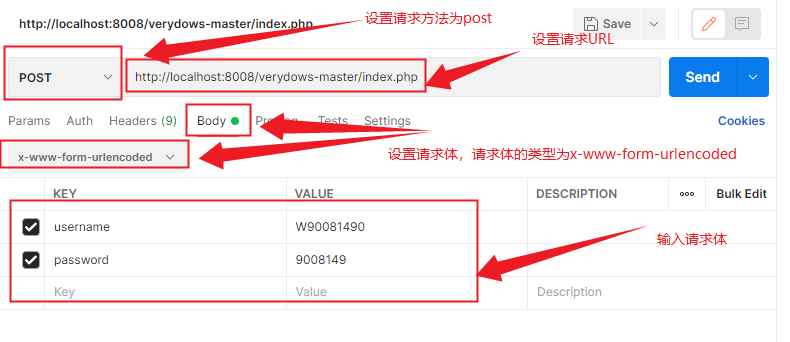 http://localhost:8008/verydows-master/index.php
设置请求方法为post
Save
设置请求URL
POST
http://localhost:8008/verydows-master/index.php
Send
Params
Auth
Headers (9)
Body
Tests
Settings
Cookies
x-www-form-urlencoded
设置请求体，请求体的类型为x-www-form-urlencoded
KEY
VALUE
DESCRIPTION
Bulk Edit
username
W90081490
输入请求体
password
9008149
Key
Value
Description